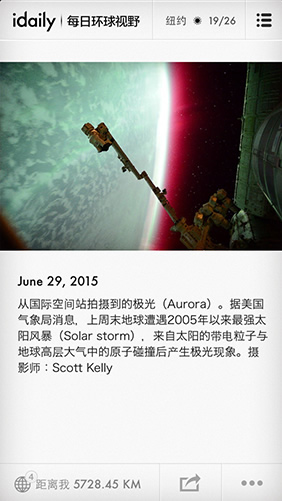 idaily | 每日环球视野
纽约 19/26
June 29, 2015
从国际空间站拍摄到的极光（Aurora）。据美国
气象局消息，上周末地球遭遇2005年以来最强太
阳风暴（Solar storm），来自太阳的带电粒子与
地球高层大气中的原子碰撞后产生极光现象。摄
影师：Scott Kelly
4
距离我 5728.45 KM